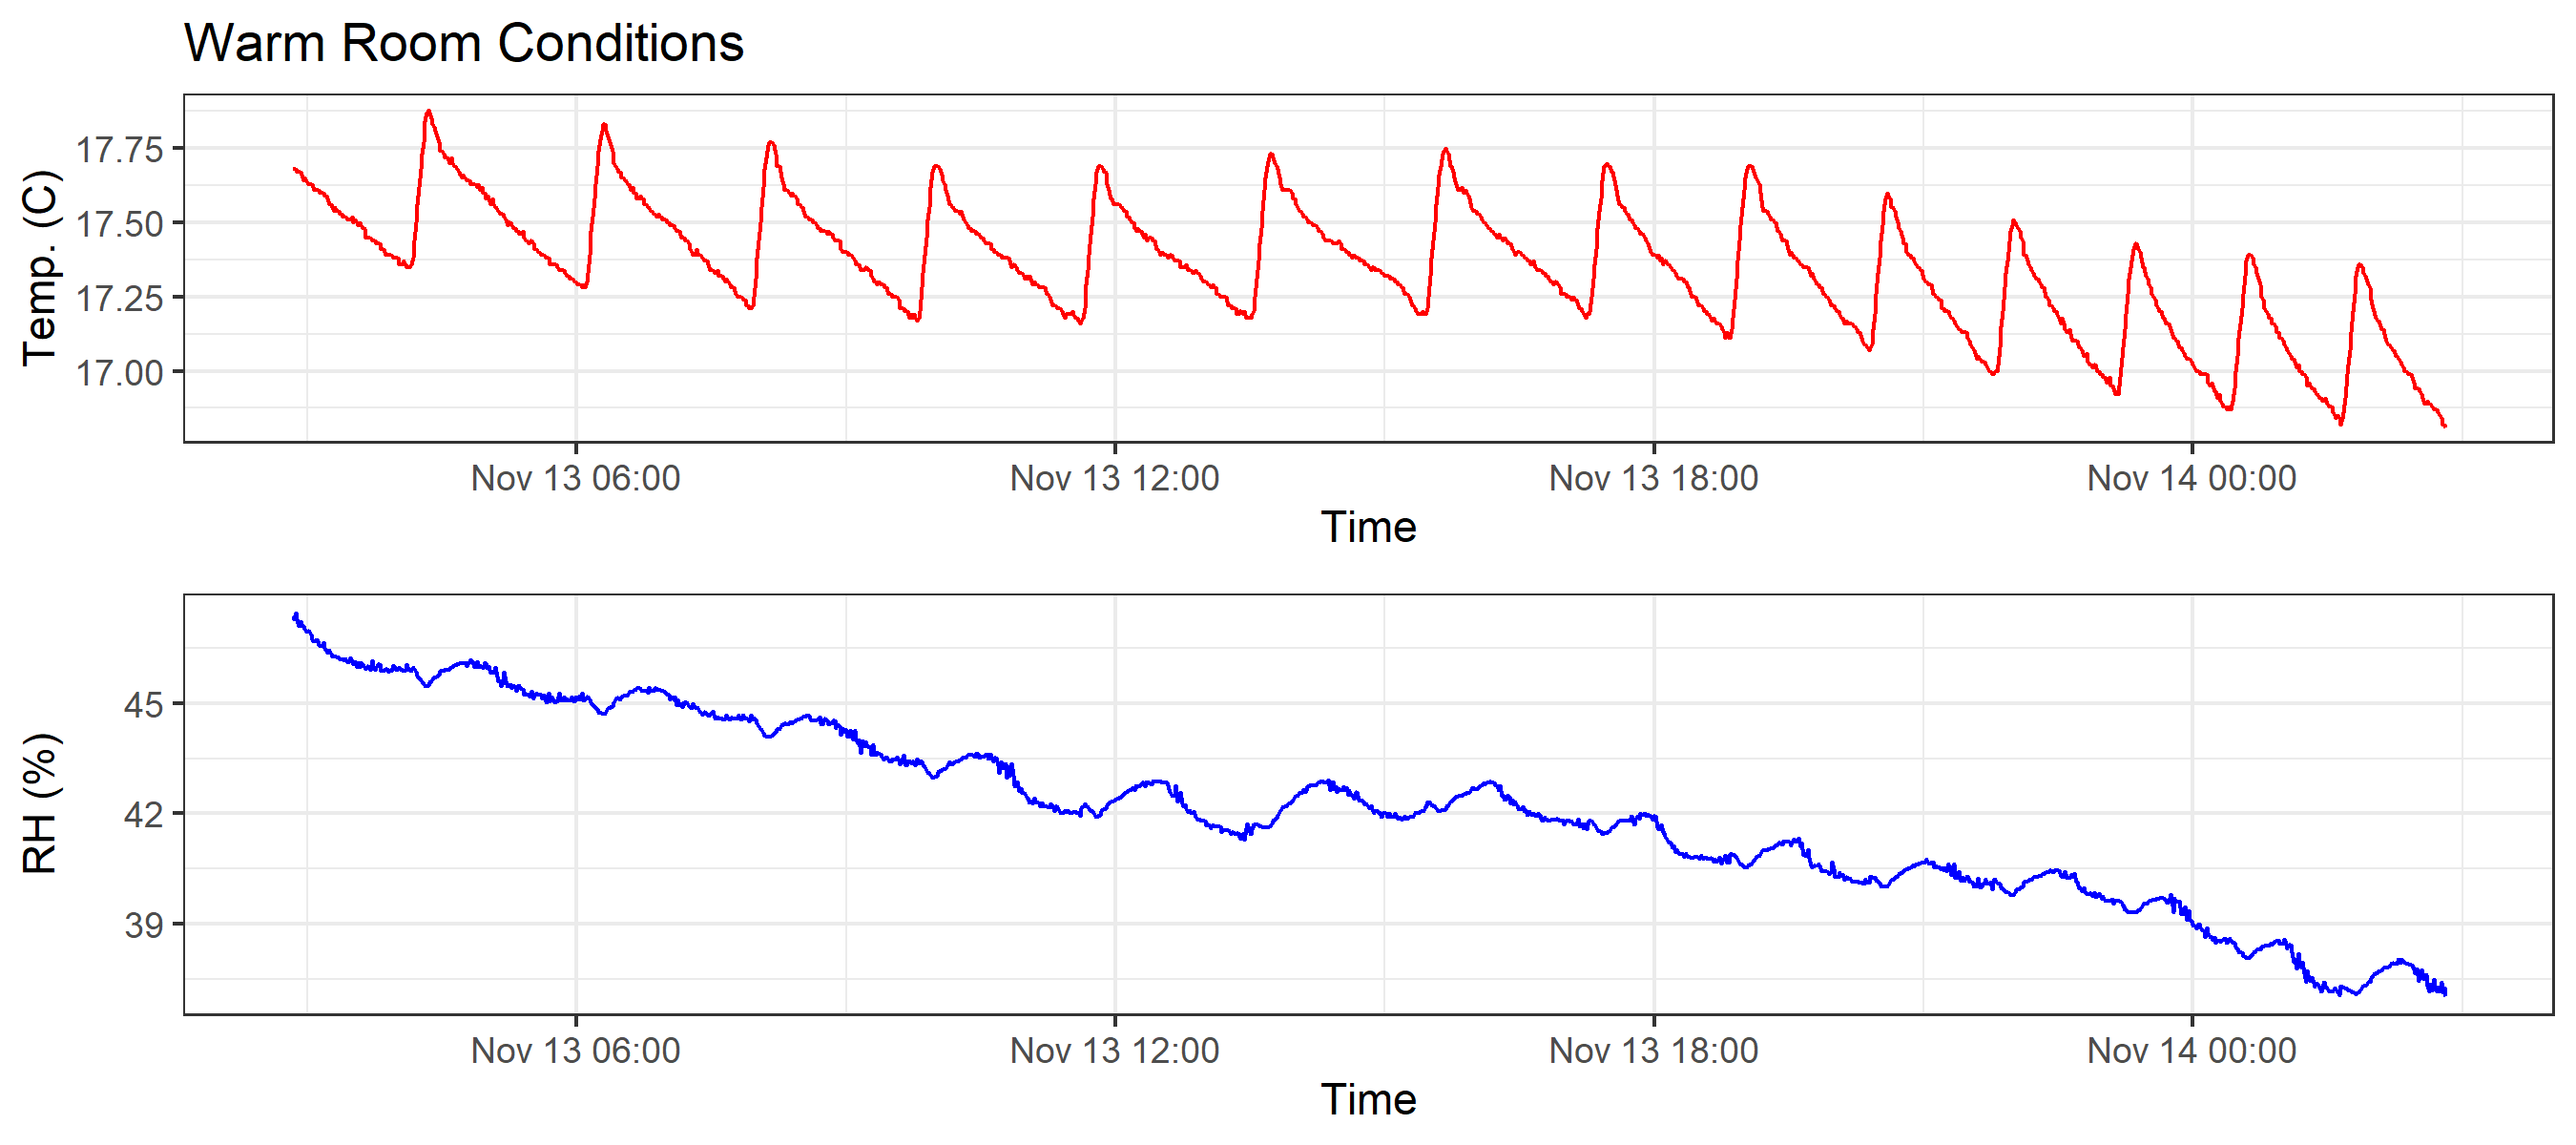 Warm Room Conditions
Temp. (C)
17.75
17.50
17.25
17.00
Nov 13 06:00 Nov 13 12:00 Nov 13 18:00 Nov 14 00:00
Time
RH (%)
45
42
39
Nov 13 06:00 Nov 13 12:00 Nov 13 18:00 Nov 14 00:00
Time